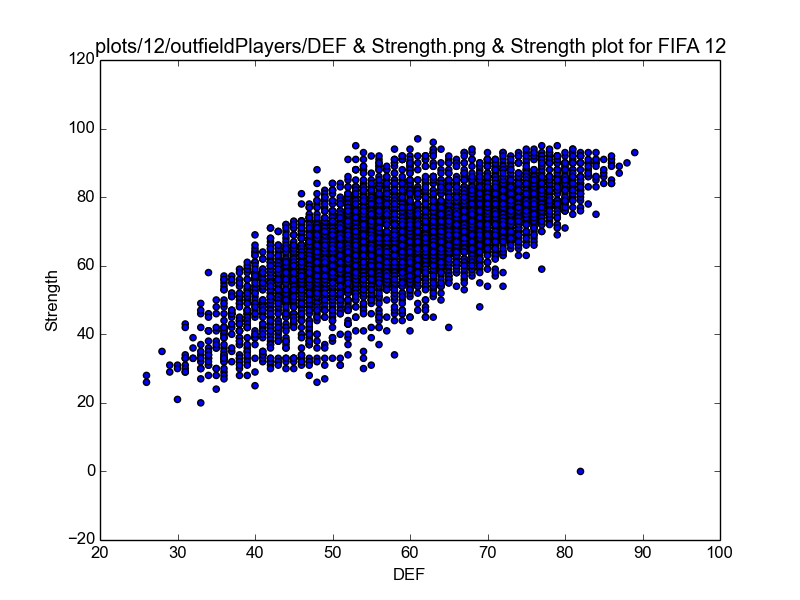 plots/12/outfieldPlayers/DEF & Strength.png & Strength plot for FIFA 12
120
100
80
60
40
20
0
−20
Strength
20 30 40 50 60 70 80 90 100
DEF